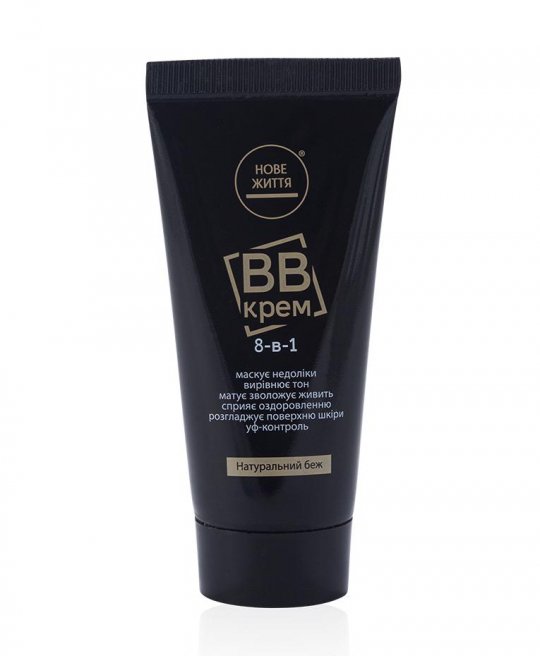 НОВЕ
ЖИТТЯ
®
BB
крем
8-в-1
маскує недоліки
вирівнює тон
матує зволожує живить
сприяє оздоровленню
розгладжує поверхню шкіри
уф-контроль
Натуральний беж